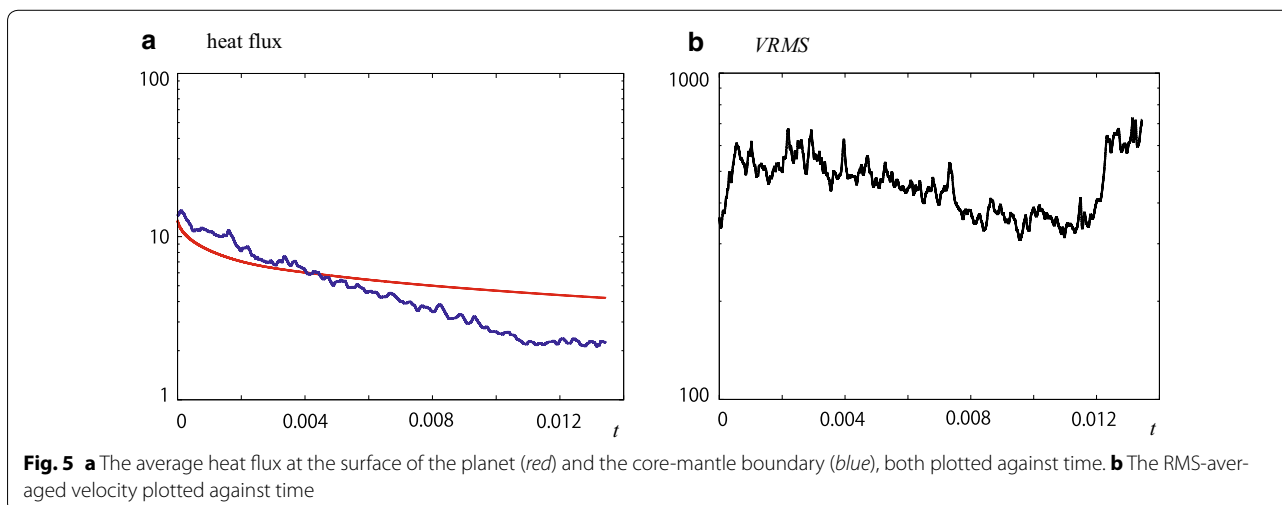 a heat flux
100
10
1
0 0.004 0.008 0.012
t
b VRMS
1000
100
0 0.004 0.008 0.012
t
Fig. 5 a The average heat flux at the surface of the planet (red) and the core-mantle boundary (blue), both plotted against time. b The RMS-aver-
aged velocity plotted against time